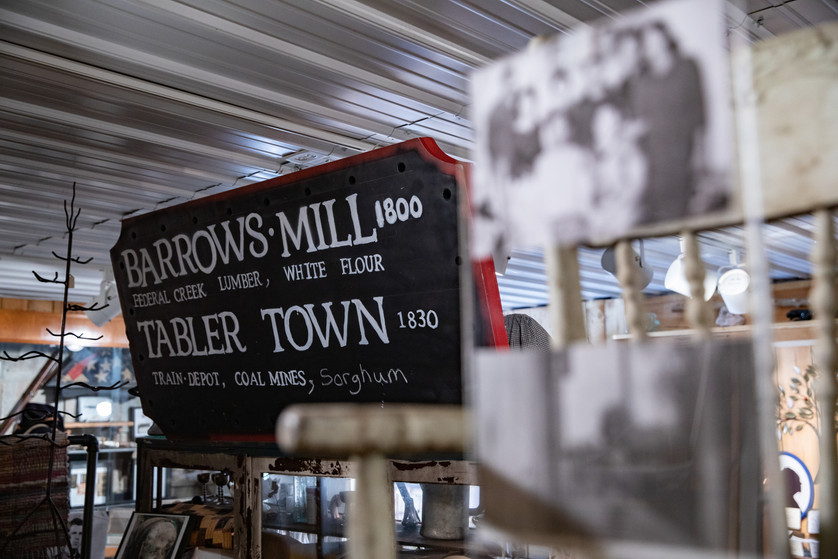 BARROWS·MILL 1800
FEDERAL CREEK LUMBER, WHITE FLOUR
TABLER TOWN 1830
TRAIN-DEPOT, COAL MINES, Sorghum